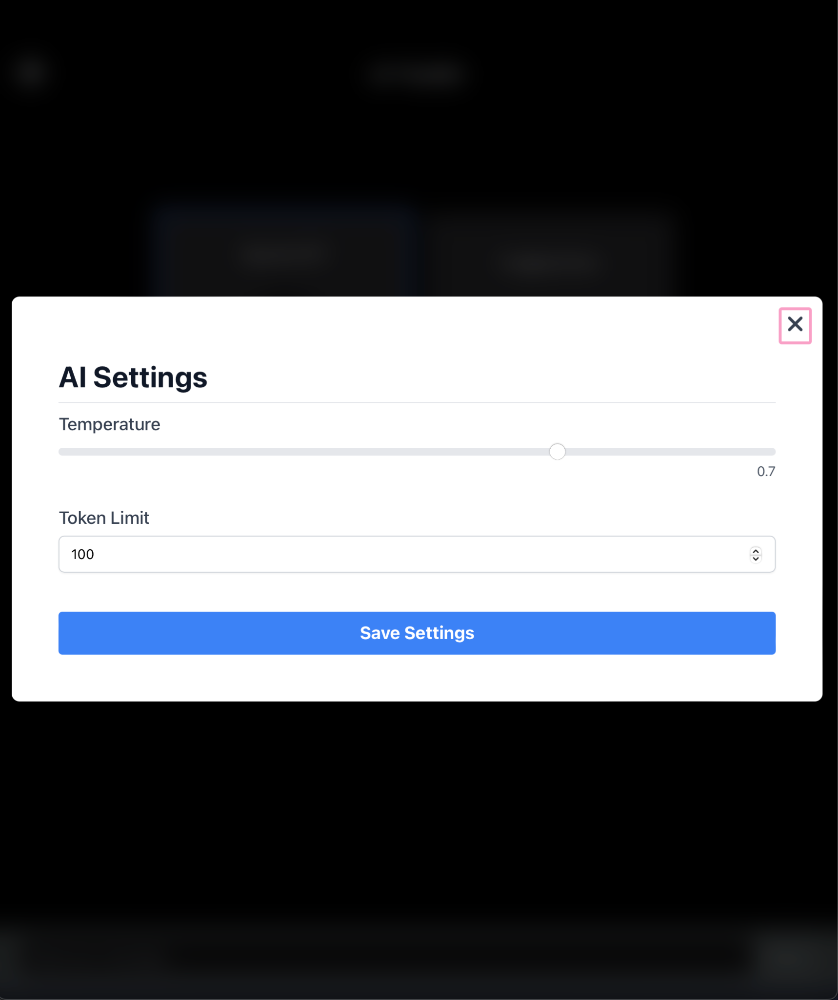 AI Settings
Temperature
0.7
Token Limit
100
Save Settings